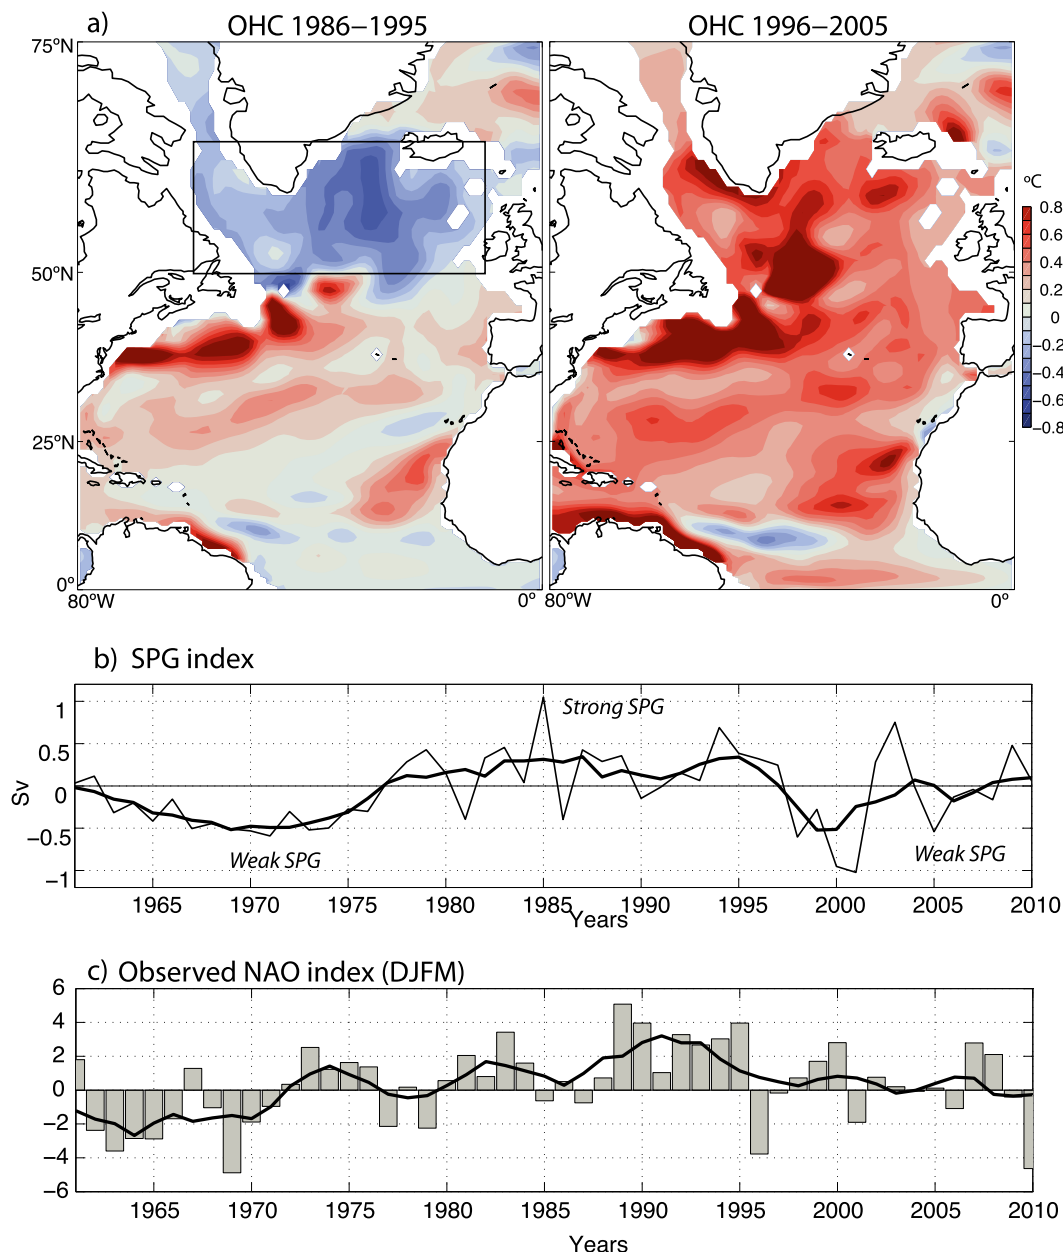 a)
OHC 1986–1995
OHC 1996–2005
75ºN
50ºN
25ºN
0º
80ºW
0º
80ºW
0º
ºC
0.8
0.6
0.4
0.2
0
−0.2
−0.4
−0.6
−0.8
b) SPG index
Sv
1
0.5
0
−0.5
−1
Strong SPG
Weak SPG
Weak SPG
1965 1970 1975 1980 1985 1990 1995 2000 2005 2010
Years
c) Observed NAO index (DJFM)
6
4
2
0
−2
−4
−6
1965 1970 1975 1980 1985 1990 1995 2000 2005 2010
Years